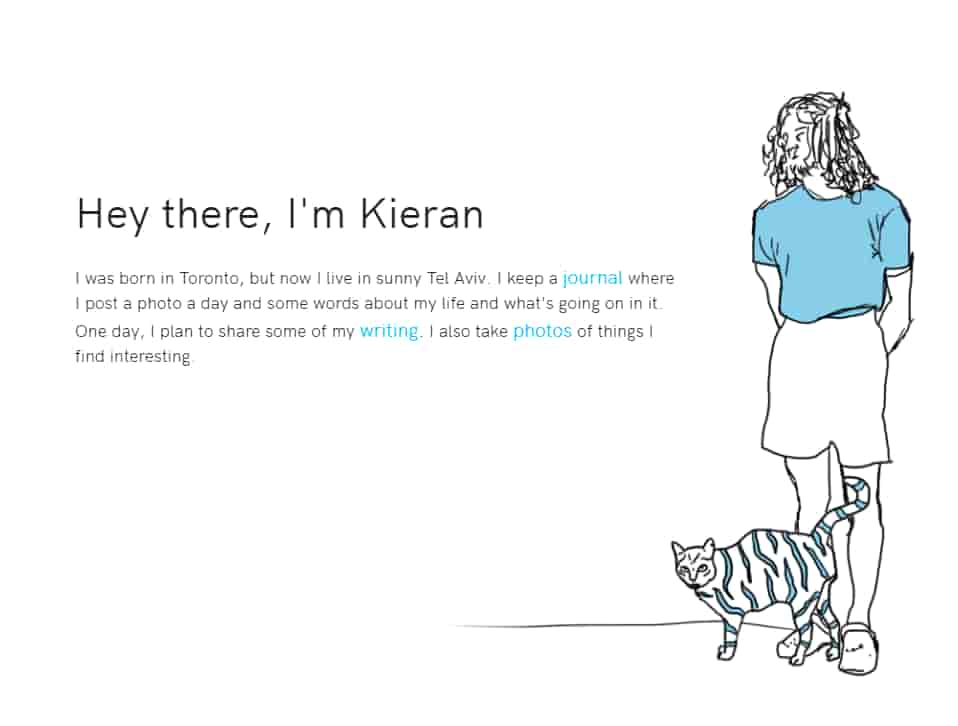 Hey there, I'm Kieran
I was born in Toronto, but now I live in sunny Tel Aviv. I keep a journal where
I post a photo a day and some words about my life and what's going on in it.
One day, I plan to share some of my writing. I also take photos of things I
find interesting.